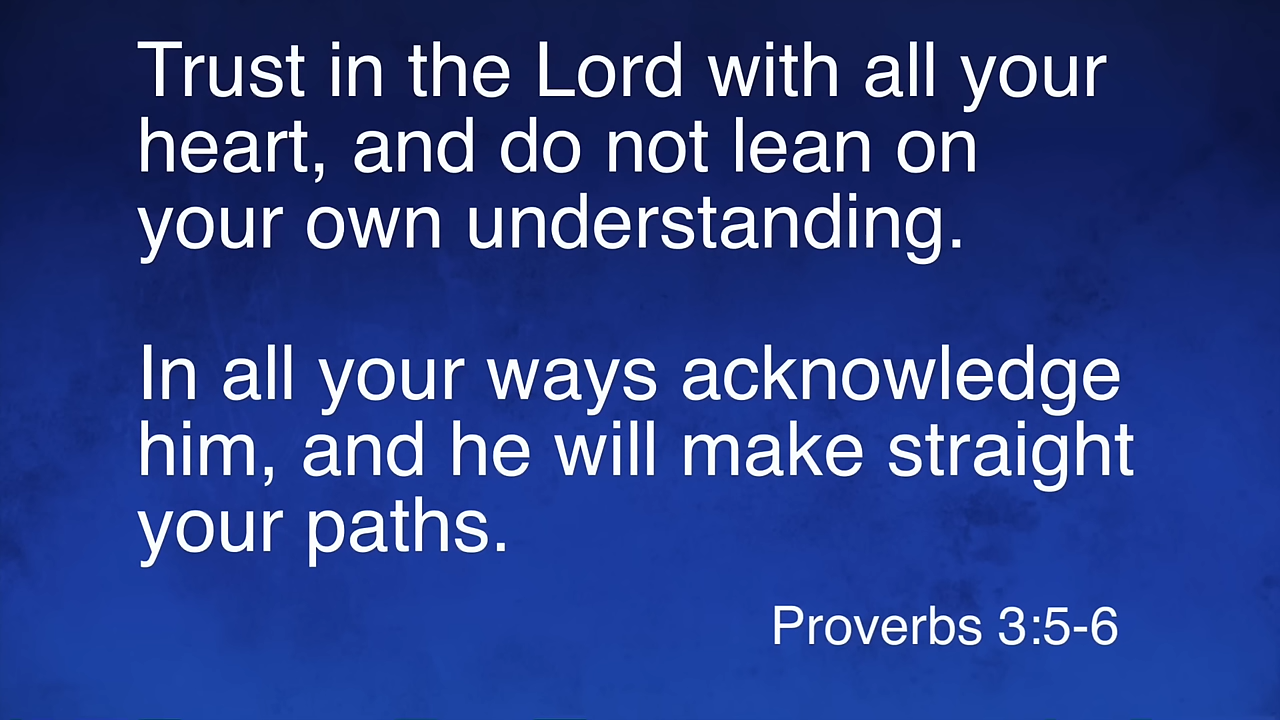 Trust in the Lord with all your
heart, and do not lean on
your own understanding.
In all your ways acknowledge
him, and he will make straight
your paths.
Proverbs 3:5-6